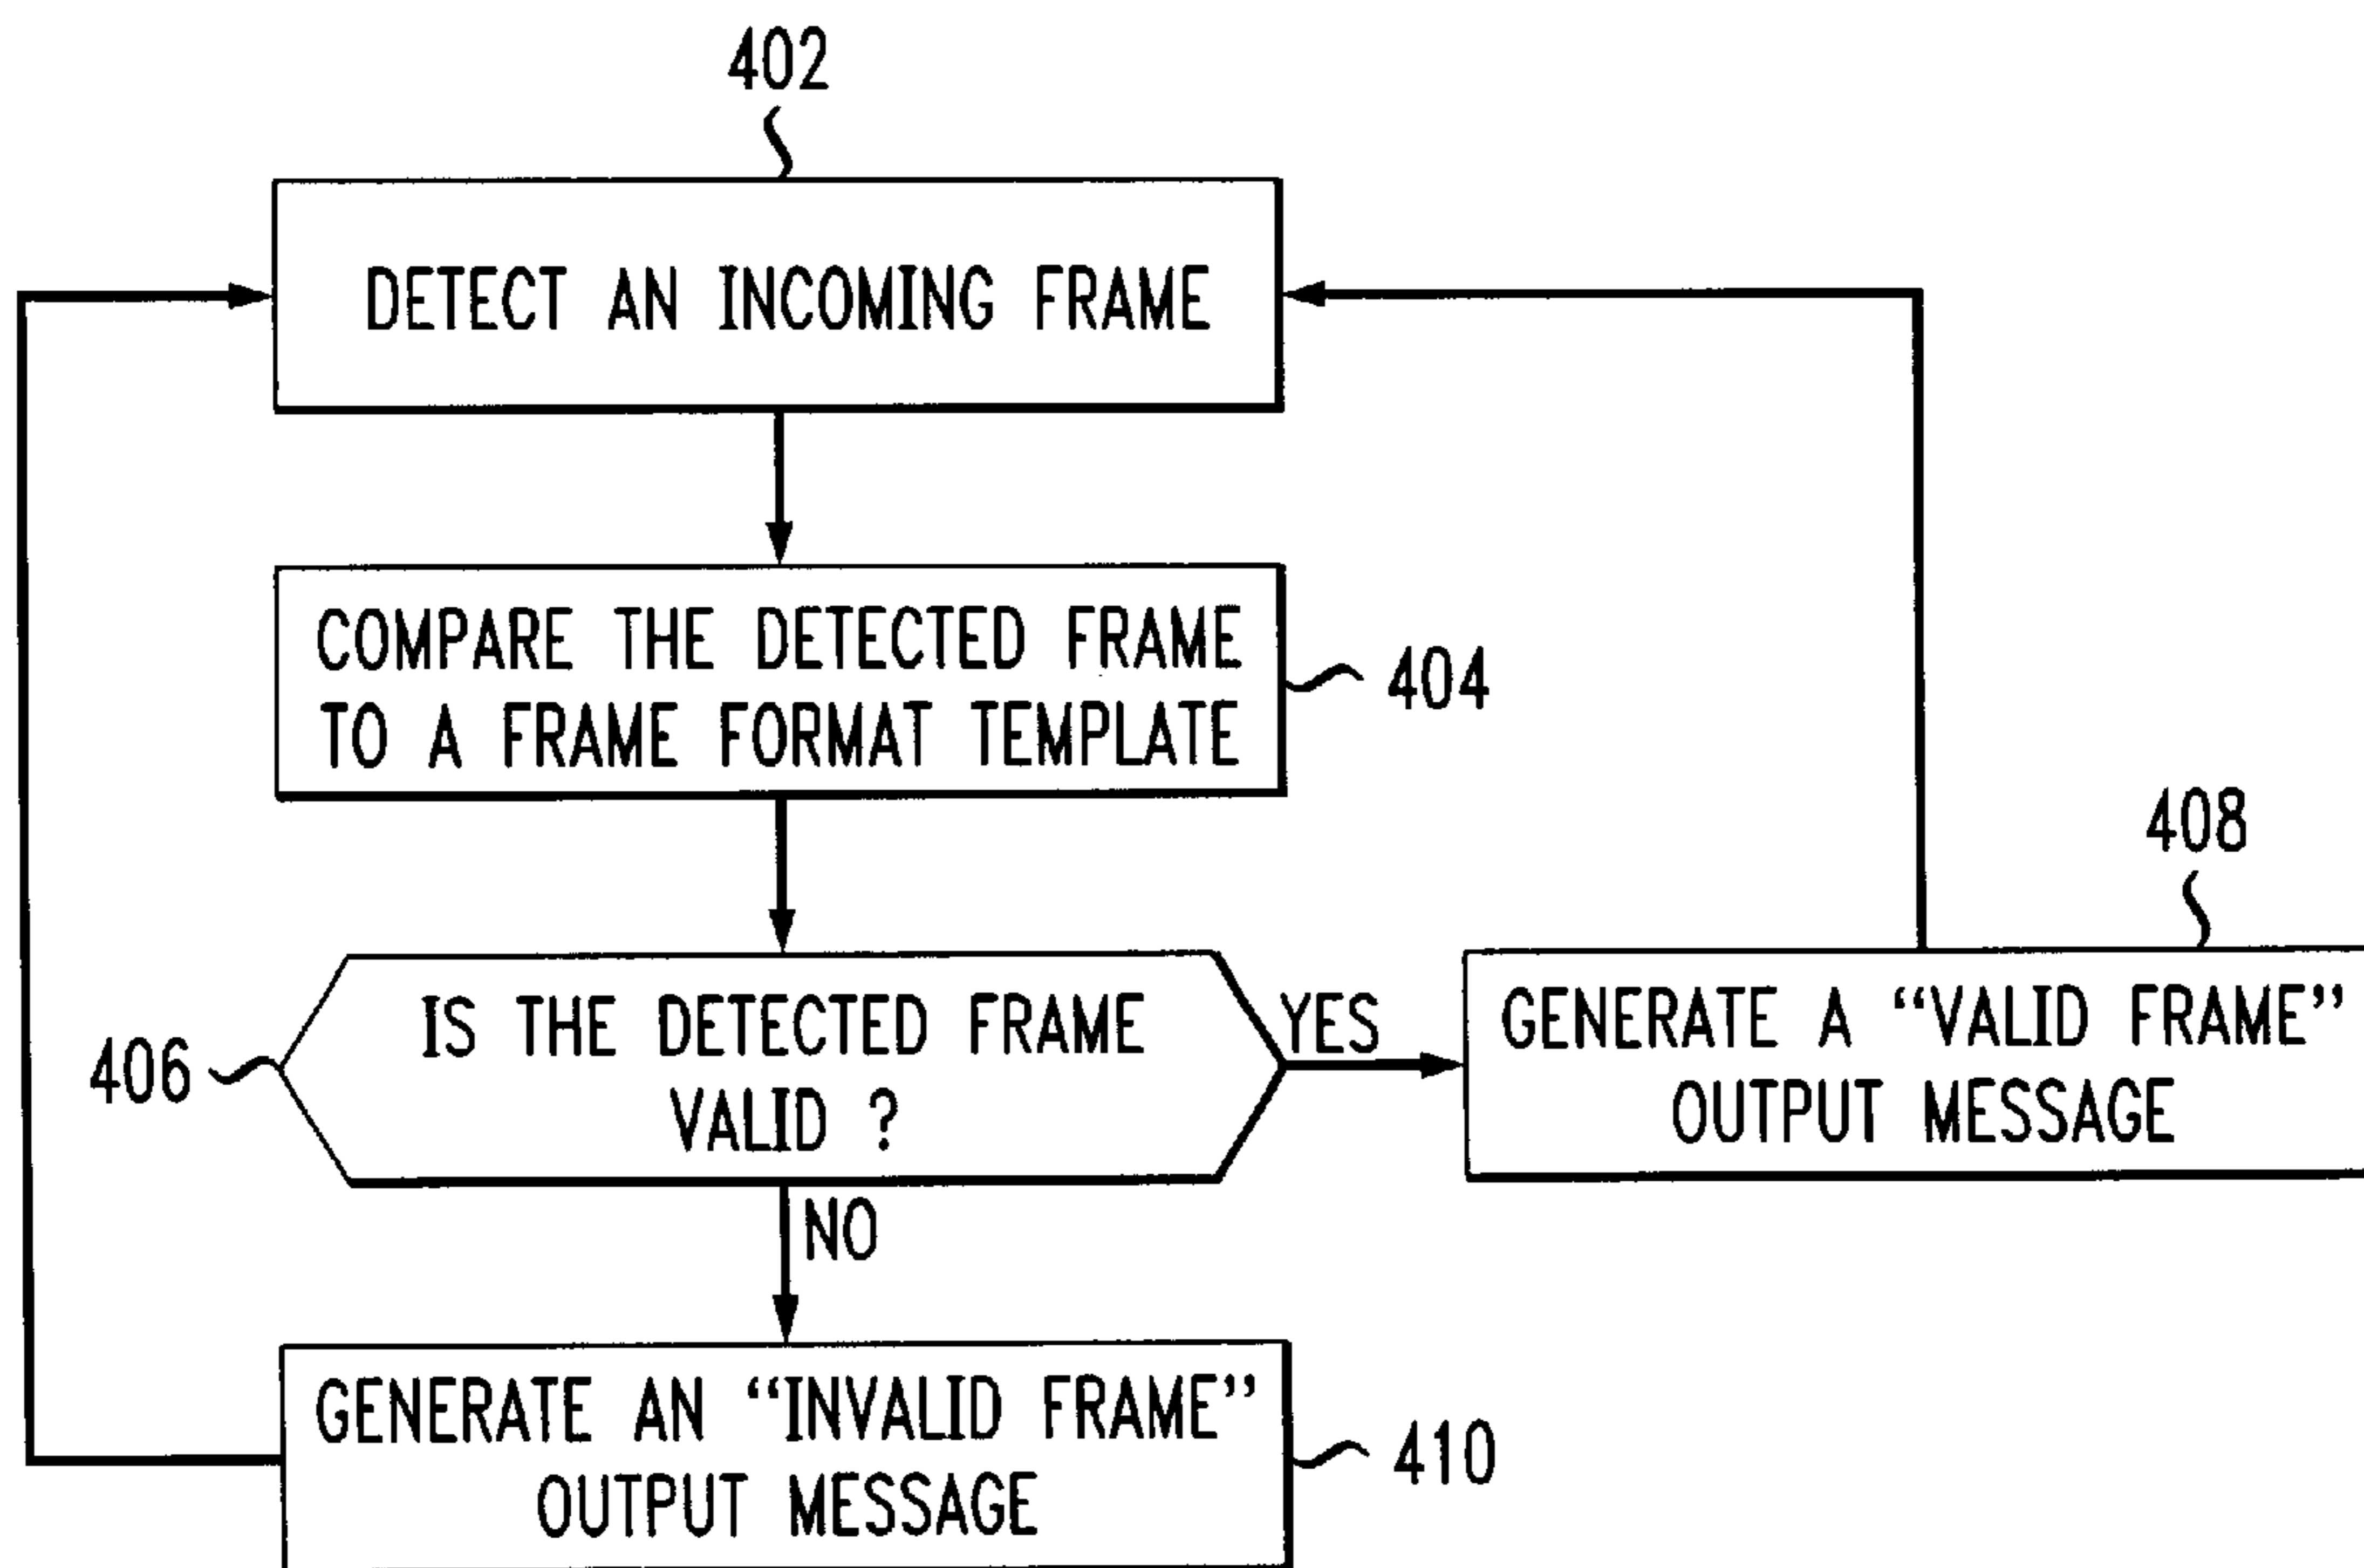 402
DETECT AN INCOMING FRAME
COMPARE THE DETECTED FRAME
TO A FRAME FORMAT TEMPLATE
404
408
406
IS THE DETECTED FRAME
VALID ?
YES
GENERATE A “VALID FRAME”
OUTPUT MESSAGE
NO
GENERATE AN “INVALID FRAME”
OUTPUT MESSAGE
410